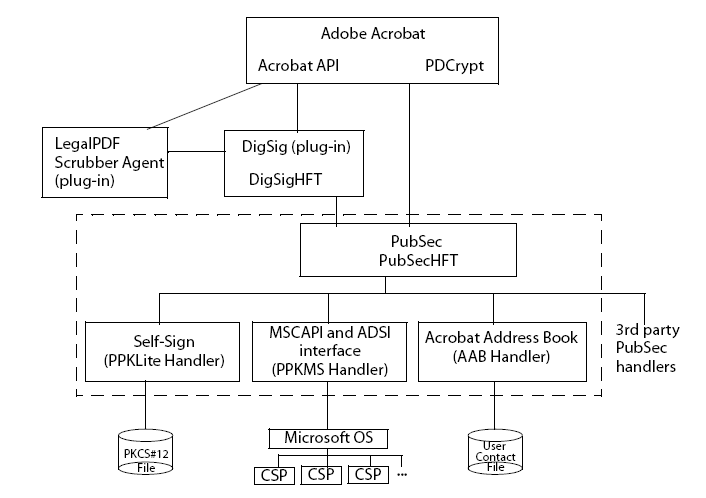 Adobe Acrobat
Acrobat API
PDCrypt
LegalPDF
Scrubber Agent
(plug-in)
DigSig (plug-in)
DigSigHFT
PubSec
PubSecHFT
Self-Sign
(PPKLite Handler)
MSCAPI and ADSI
interface
(PPKMS Handler)
Acrobat Address Book
(AAB Handler)
3rd party
PubSec
handlers
PKCS#12
File
Microsoft OS
CSP
CSP
CSP
...
User
Contact
File